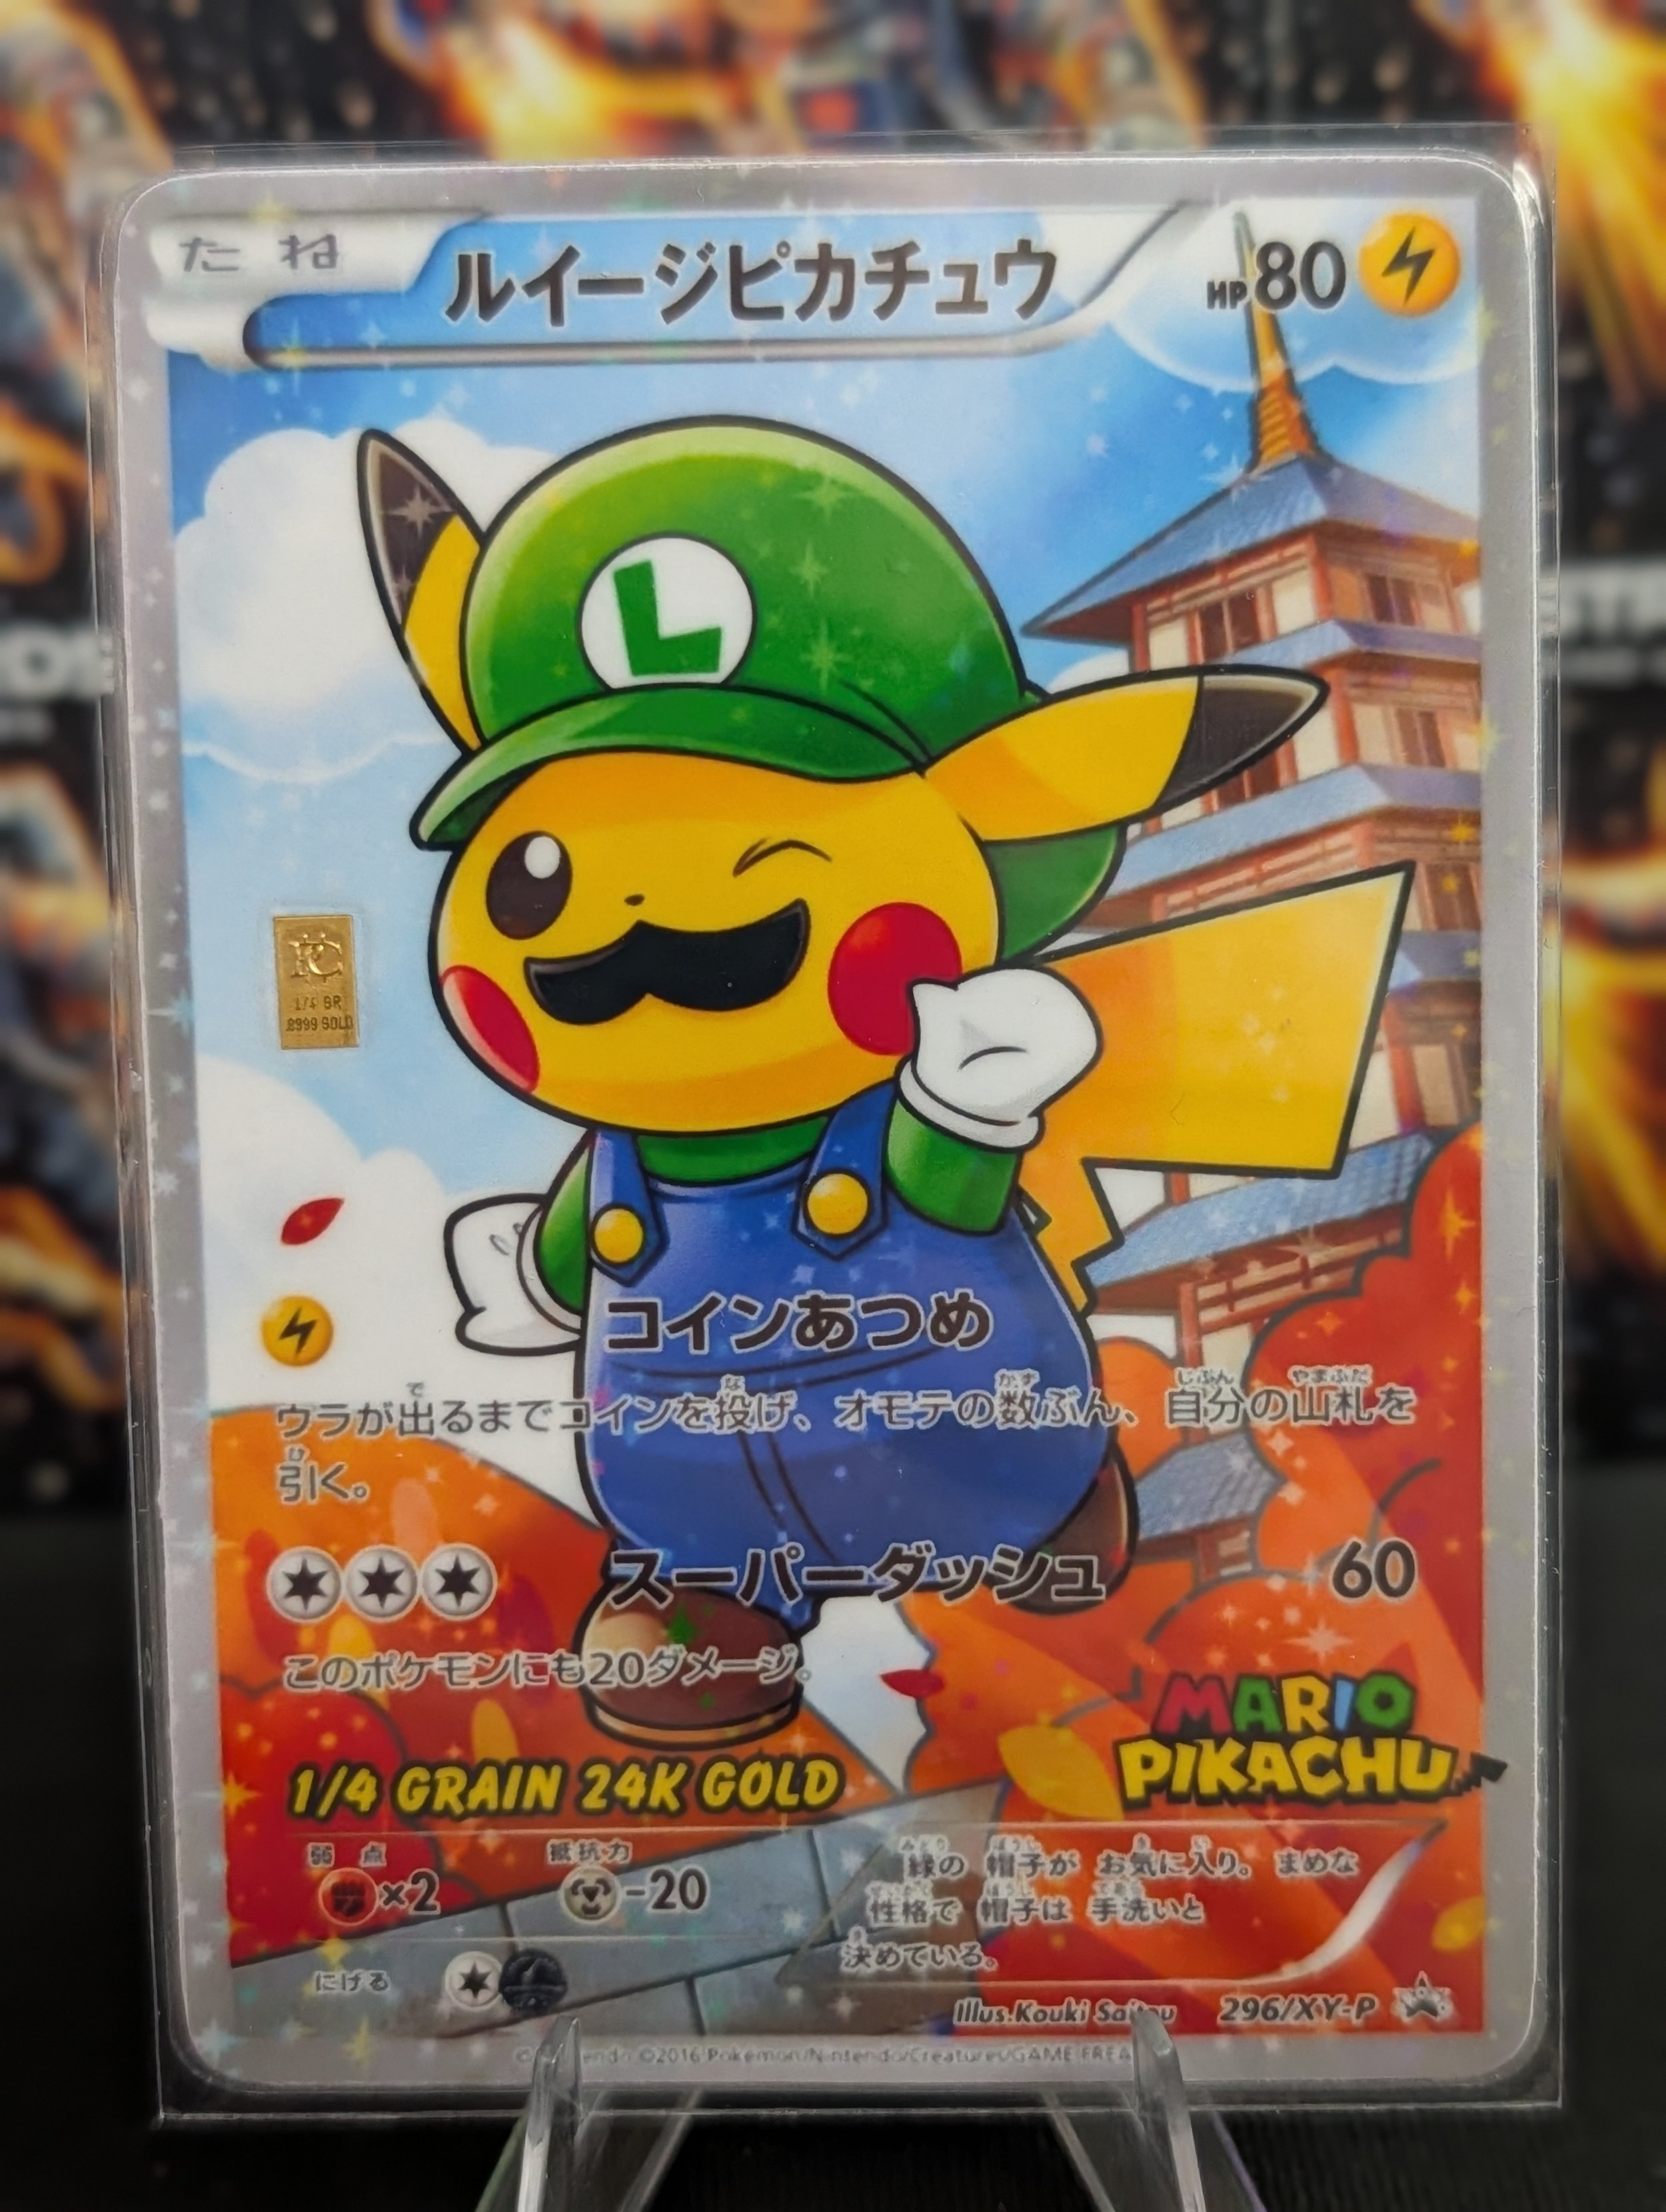 たね
ルイージピカチュウ
HP80
L
1/4 GR
9999 GOLD
コインあつめ
ウラが出るまでコインを投げ、オモテの数ぶん、自分の山札を
引く。
スーパーダッシュ 60
このポケモンにも20ダメージ。
MARIO
PIKACHU
1/4 GRAIN 24K GOLD
弱点 抵抗力
×2 -20
緑の 帽子が お気に入り。 まめな
性格で 帽子は 手洗いと
決めている。
にげる
Illus.Kouki Saitou 296/XY-P
©2016 Pokémon/Nintendo/Creatures/GAME FREA